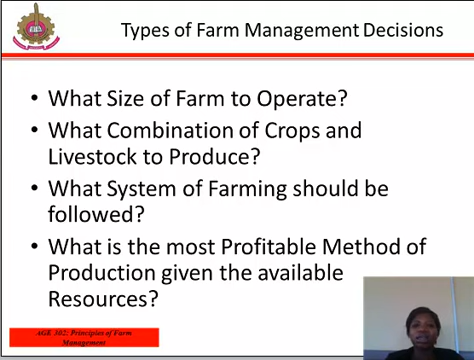 Types of Farm Management Decisions
• What Size of Farm to Operate?
• What Combination of Crops and
Livestock to Produce?
• What System of Farming should be
followed?
• What is the most Profitable Method of
Production given the available
Resources?
AGK 302: Principles of Farm
Management